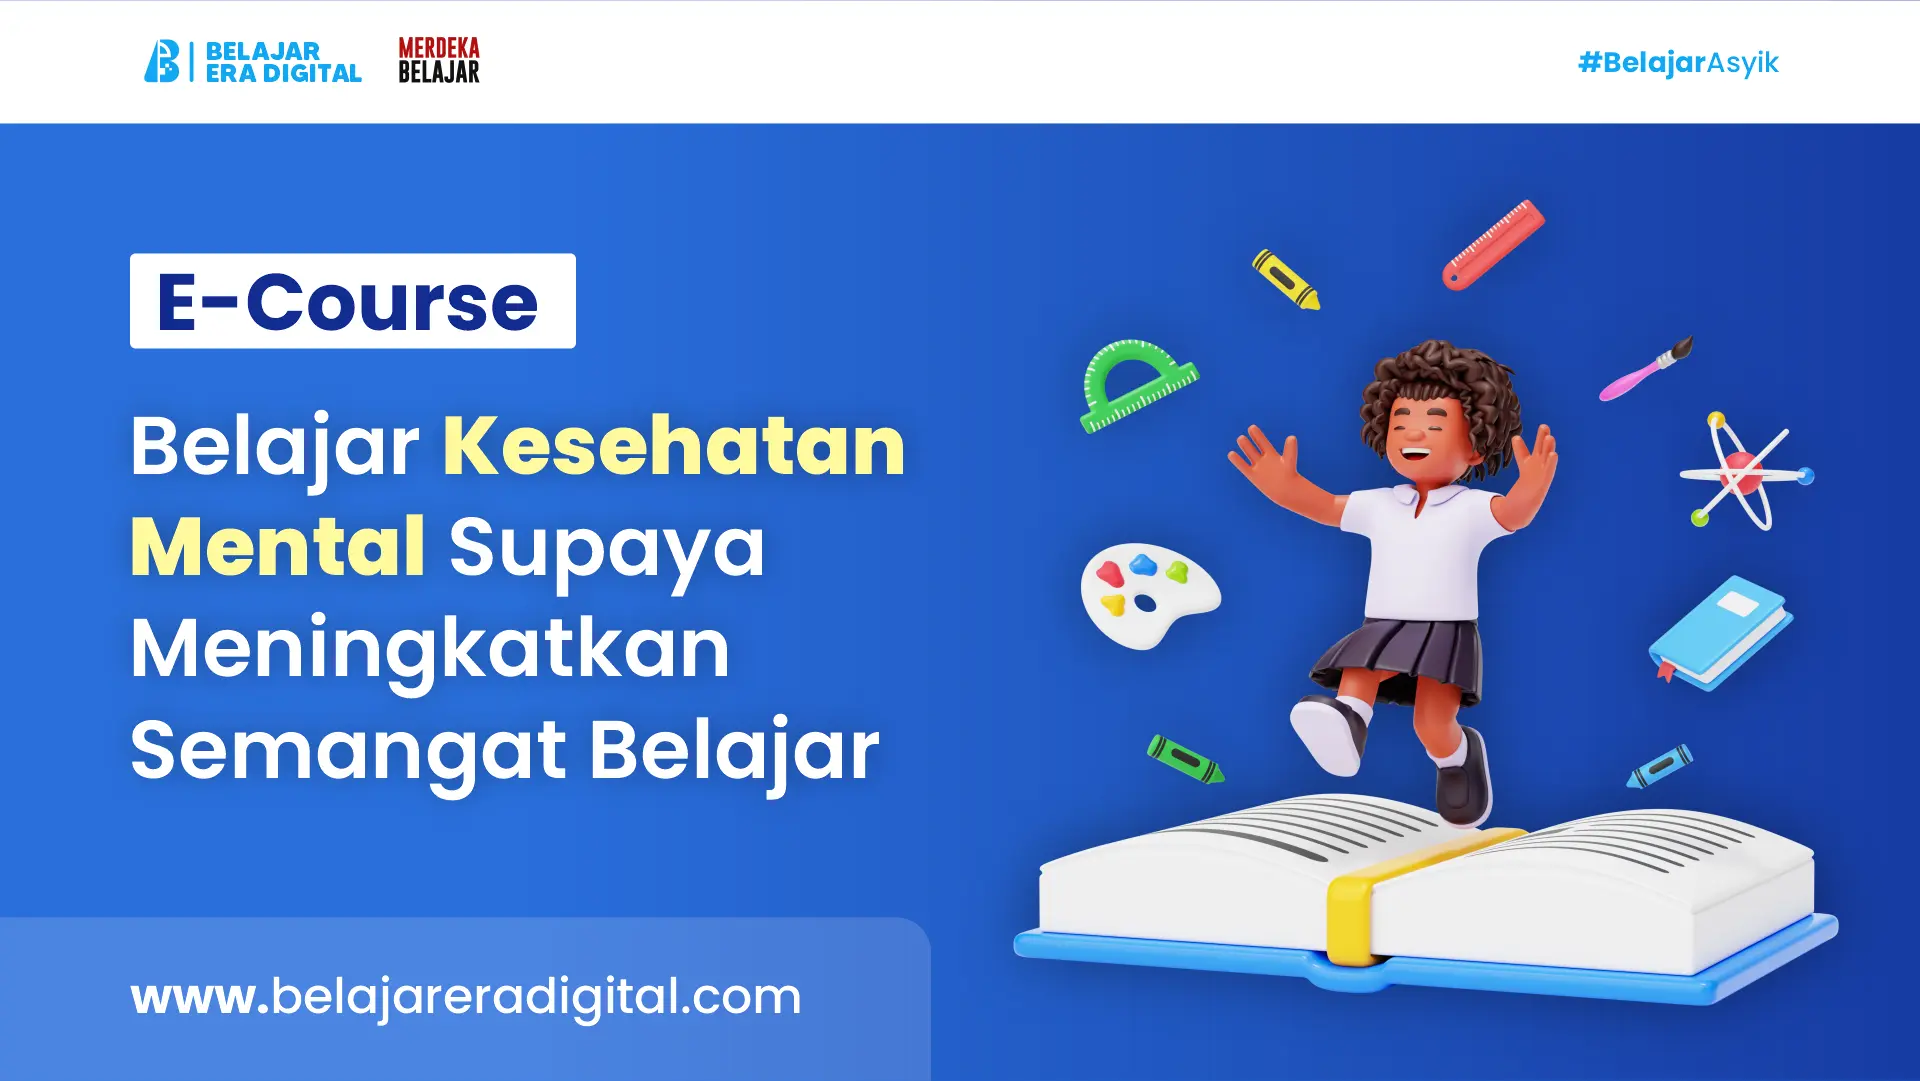 BELAJAR
ERA DIGITAL
MERDEKA
BELAJAR
#BelajarAsyik
E-Course
Belajar Kesehatan
Mental Supaya
Meningkatkan
Semangat Belajar
www.belajareradigital.com